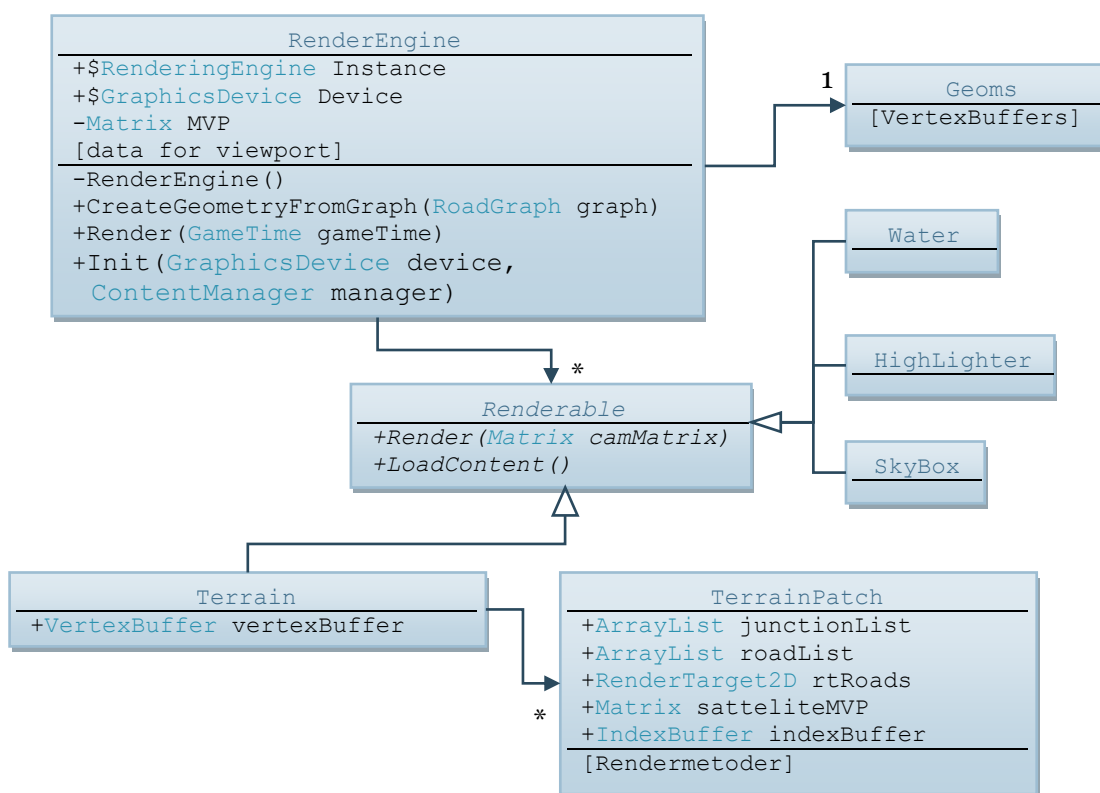 RenderEngine
+$RenderingEngine Instance
+$GraphicsDevice Device
-Matrix MVP
[data for viewport]
-RenderEngine()
+CreateGeometryFromGraph(RoadGraph graph)
+Render(GameTime gameTime)
+Init(GraphicsDevice device,
ContentManager manager)
1
Geoms
[VertexBuffers]
Water
HighLighter
SkyBox
*
Renderable
+Render(Matrix camMatrix)
+LoadContent()
Terrain
+VertexBuffer vertexBuffer
*
TerrainPatch
+ArrayList junctionList
+ArrayList roadList
+RenderTarget2D rtRoads
+Matrix satteliteMVP
+IndexBuffer indexBuffer
[Rendermetoder]